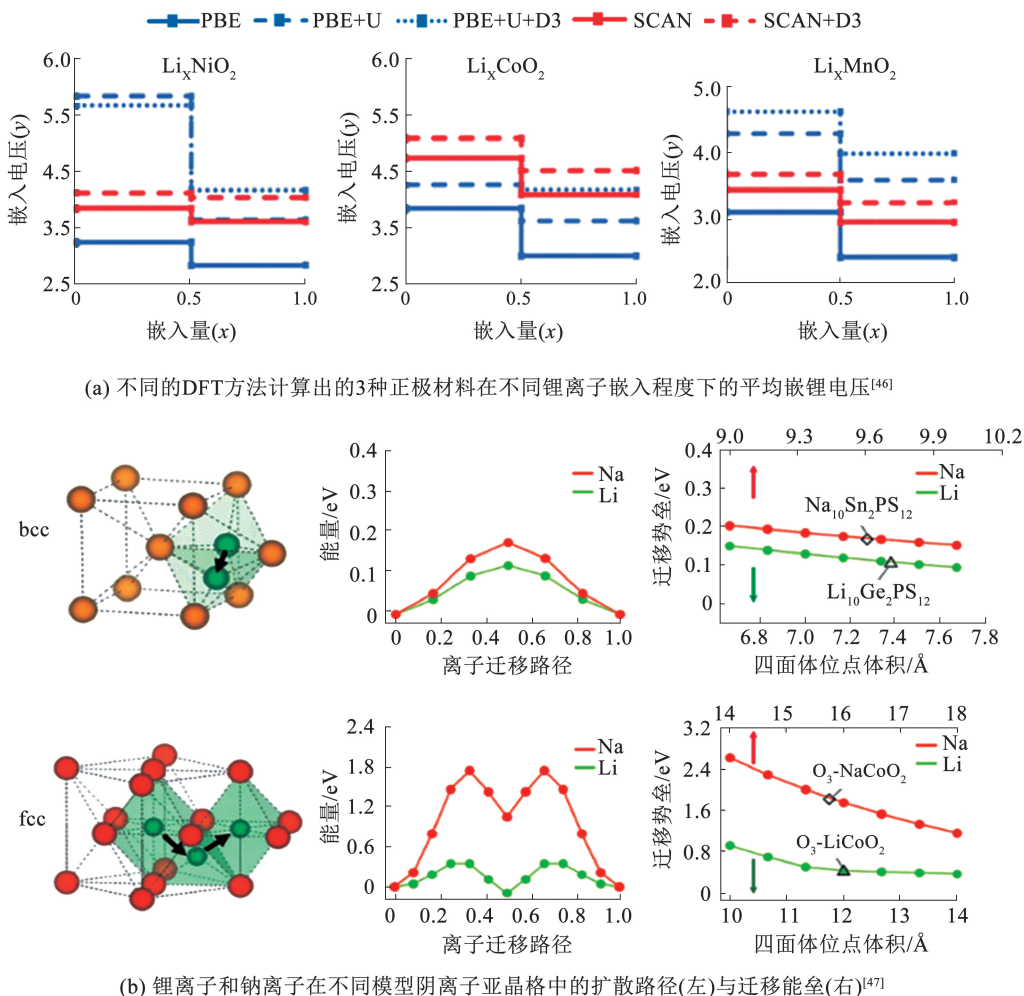 PBE PBE+U PBE+U+D3 SCAN SCAN+D3
LiₓNiO₂ LiₓCoO₂ LiₓMnO₂
嵌入电压(y)
6.0
5.5
4.5
3.5
2.5
0 0.5 1.0
嵌入量(x)
嵌入电压(y)
6.0
5.5
4.5
3.5
2.5
0 0.5 1.0
嵌入量(x)
嵌入电压(y)
5.0
4.0
3.0
2.0
0 0.5 1.0
嵌入量(x)
(a) 不同的DFT方法计算出的3种正极材料在不同锂离子嵌入程度下的平均嵌锂电压[46]
bcc
能量/eV
0.4
0.3
0.2
0.1
0
Na
Li
0 0.2 0.4 0.6 0.8 1.0
离子迁移路径
9.0 9.3 9.6 9.9 10.2
迁移势垒/eV
0.4
0.3
0.2
0.1
0
Na
Li
Na₁₀Sn₂PS₁₂
Li₁₀Ge₂PS₁₂
6.8 7.0 7.2 7.4 7.6 7.8
四面体位点体积/Å
fcc
能量/eV
2.4
1.8
1.2
0.6
0
Na
Li
0 0.2 0.4 0.6 0.8 1.0
离子迁移路径
14 15 16 17 18
迁移势垒/eV
3.2
2.4
1.6
0.8
0
Na
Li
O₃-NaCoO₂
O₃-LiCoO₂
10 11 12 13 14
四面体位点体积/Å
(b) 锂离子和钠离子在不同模型阴离子亚晶格中的扩散路径(左)与迁移能垒(右)[47]